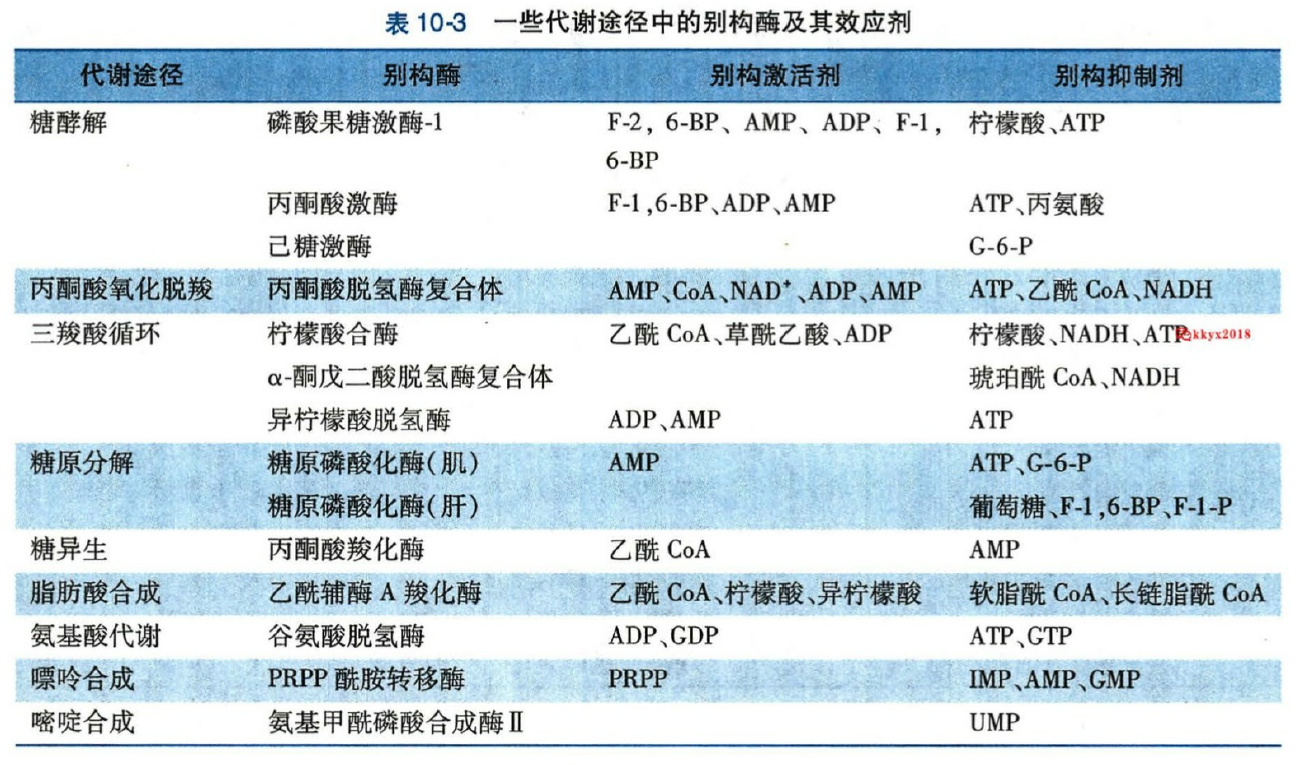 表 10-3 一些代谢途径中的别构酶及其效应剂
代谢途径 别构酶 别构激活剂 别构抑制剂
糖酵解 磷酸果糖激酶-1 F-2, 6-BP、AMP、ADP、F-1, 柠檬酸、ATP
6-BP
丙酮酸激酶 F-1,6-BP、ADP、AMP ATP、丙氨酸
己糖激酶 G-6-P
丙酮酸氧化脱羧 丙酮酸脱氢酶复合体 AMP、CoA、NAD⁺、ADP、AMP ATP、乙酰 CoA、NADH
三羧酸循环 柠檬酸合酶 乙酰 CoA、草酰乙酸、ADP 柠檬酸、NADH、ATP kkyx2018
α-酮戊二酸脱氢酶复合体 琥珀酰 CoA、NADH
异柠檬酸脱氢酶 ADP、AMP ATP
糖原分解 糖原磷酸化酶(肌) AMP ATP、G-6-P
糖原磷酸化酶(肝) 葡萄糖、F-1,6-BP、F-1-P
糖异生 丙酮酸羧化酶 乙酰 CoA AMP
脂肪酸合成 乙酰辅酶 A 羧化酶 乙酰 CoA、柠檬酸、异柠檬酸 软脂酰 CoA、长链脂酰 CoA
氨基酸代谢 谷氨酸脱氢酶 ADP、GDP ATP、GTP
嘌呤合成 PRPP 酰胺转移酶 PRPP IMP、AMP、GMP
嘧啶合成 氨基甲酰磷酸合成酶Ⅱ UMP